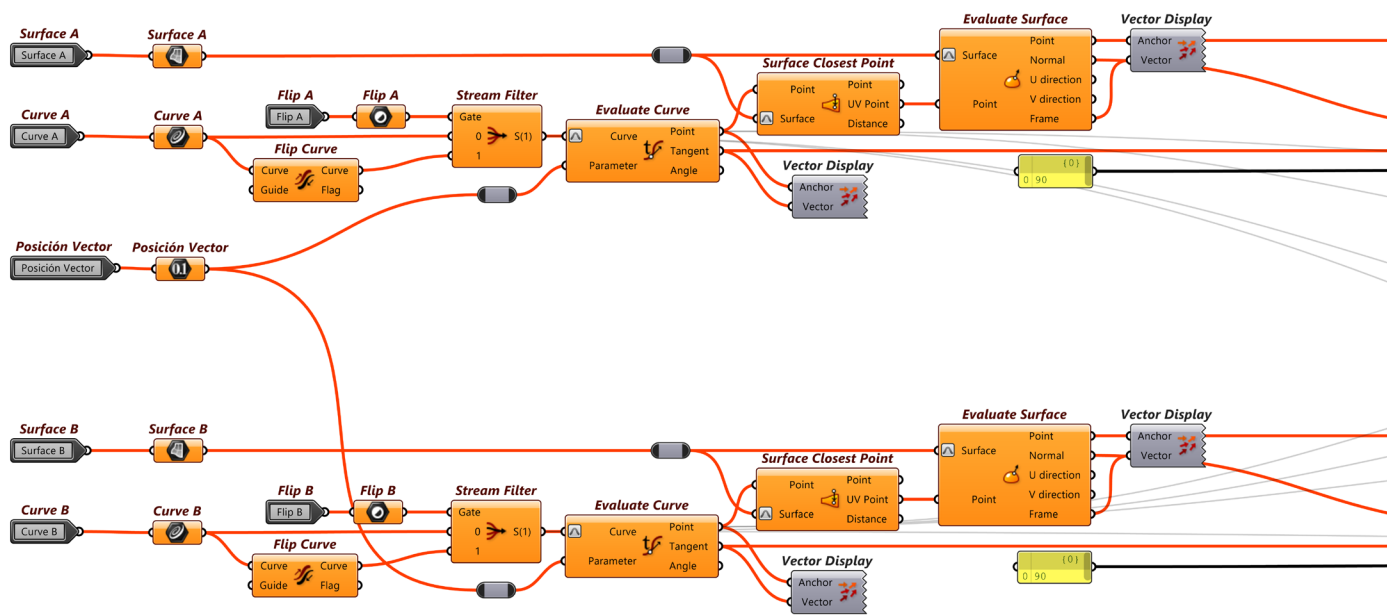 Surface A
Surface A
Surface A
Evaluate Surface
Surface
Point
Point
Normal
U direction
V direction
Frame
Vector Display
Anchor
Vector
Surface Closest Point
Point
Surface
Point
UV Point
Distance
Curve A
Curve A
Curve A
Flip A
Flip A
Flip A
Stream Filter
Gate
0
1
S(1)
Flip Curve
Curve
Guide
Curve
Flag
Evaluate Curve
Curve
Parameter
Point
Tangent
Angle
Vector Display
Anchor
Vector
{0}
0 90
Posición Vector
Posición Vector
Posición Vector
0.1
Surface B
Surface B
Surface B
Evaluate Surface
Surface
Point
Point
Normal
U direction
V direction
Frame
Vector Display
Anchor
Vector
Surface Closest Point
Point
Surface
Point
UV Point
Distance
Curve B
Curve B
Curve B
Flip B
Flip B
Flip B
Stream Filter
Gate
0
1
S(1)
Flip Curve
Curve
Guide
Curve
Flag
Evaluate Curve
Curve
Parameter
Point
Tangent
Angle
Vector Display
Anchor
Vector
{0}
0 90